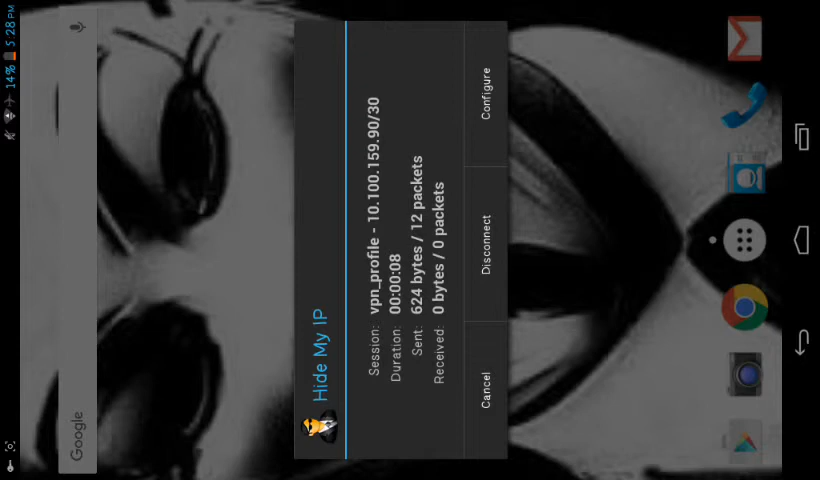 14% 5:28 PM
Google
Hide My IP
Session: vpn_profile - 10.100.159.90/30
Duration: 00:00:08
Sent: 624 bytes / 12 packets
Received: 0 bytes / 0 packets
Cancel Disconnect Configure